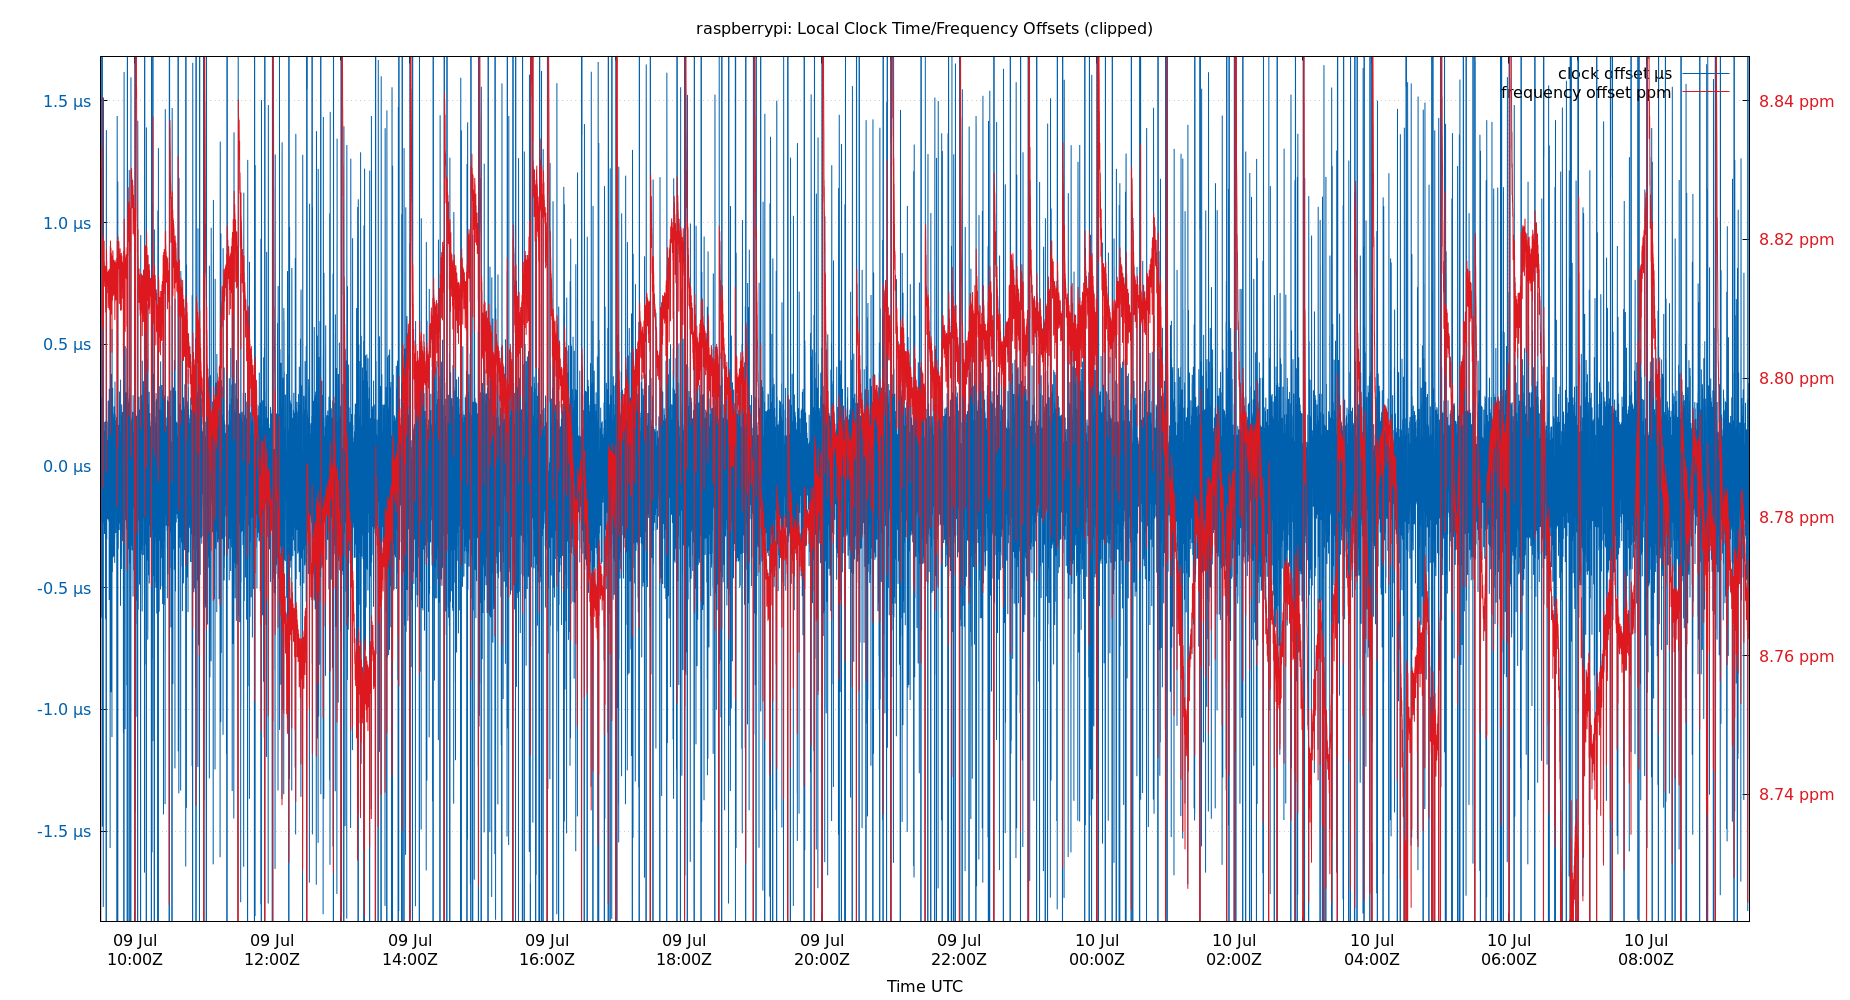 raspberrypi: Local Clock Time/Frequency Offsets (clipped)
clock offset µs
frequency offset ppm
1.5 µs
1.0 µs
0.5 µs
0.0 µs
-0.5 µs
-1.0 µs
-1.5 µs
8.84 ppm
8.82 ppm
8.80 ppm
8.78 ppm
8.76 ppm
8.74 ppm
09 Jul
10:00Z
09 Jul
12:00Z
09 Jul
14:00Z
09 Jul
16:00Z
09 Jul
18:00Z
09 Jul
20:00Z
09 Jul
22:00Z
10 Jul
00:00Z
10 Jul
02:00Z
10 Jul
04:00Z
10 Jul
06:00Z
10 Jul
08:00Z
Time UTC